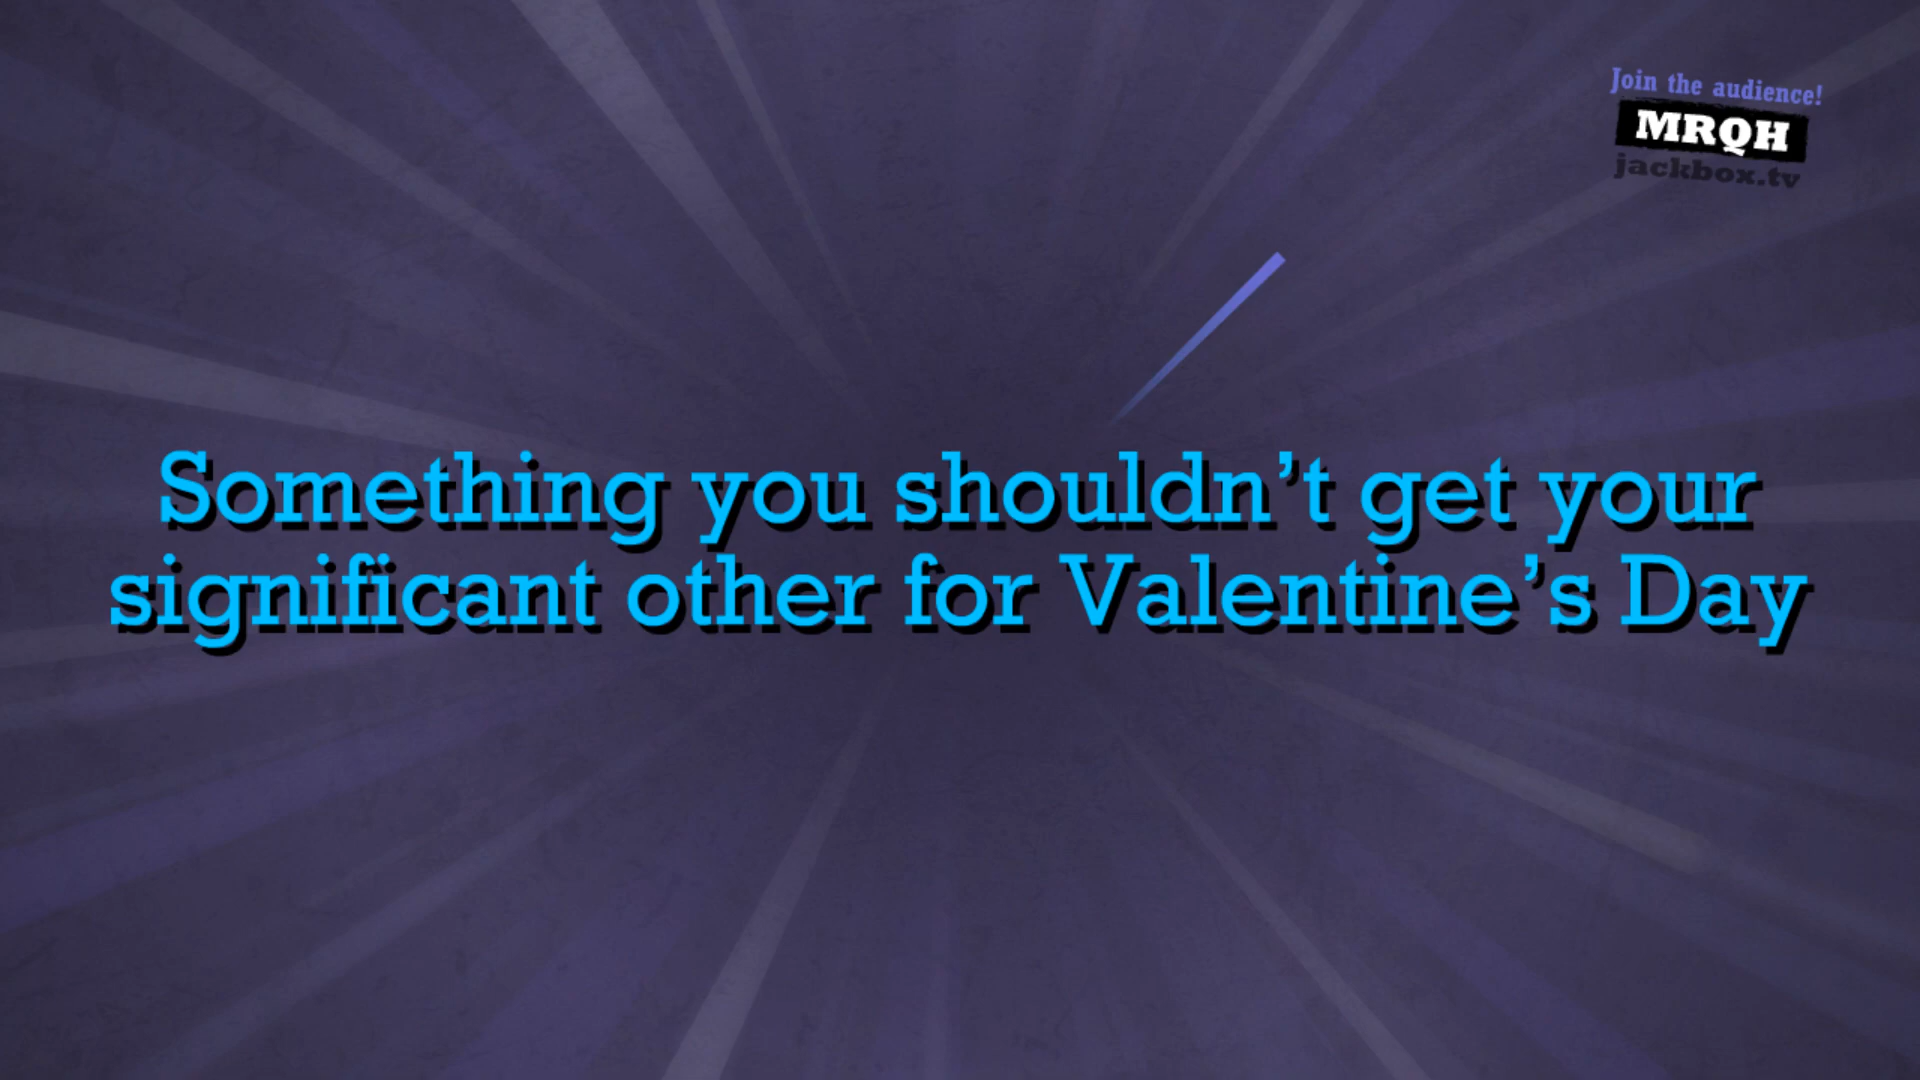 Join the audience!
MRQH
jackbox.tv
Something you shouldn’t get your
significant other for Valentine’s Day